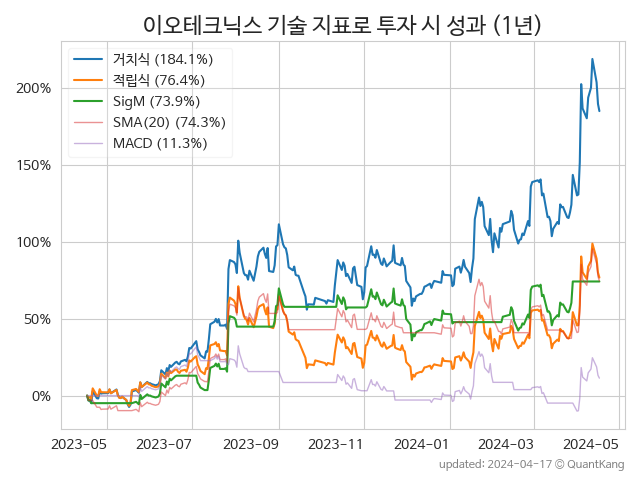 이오테크닉스 기술 지표로 투자 시 성과 (1년)
거치식 (184.1%)
적립식 (76.4%)
SigM (73.9%)
SMA(20) (74.3%)
MACD (11.3%)
200%
150%
100%
50%
0%
2023-05 2023-07 2023-09 2023-11 2024-01 2024-03 2024-05
updated: 2024-04-17 © QuantKang